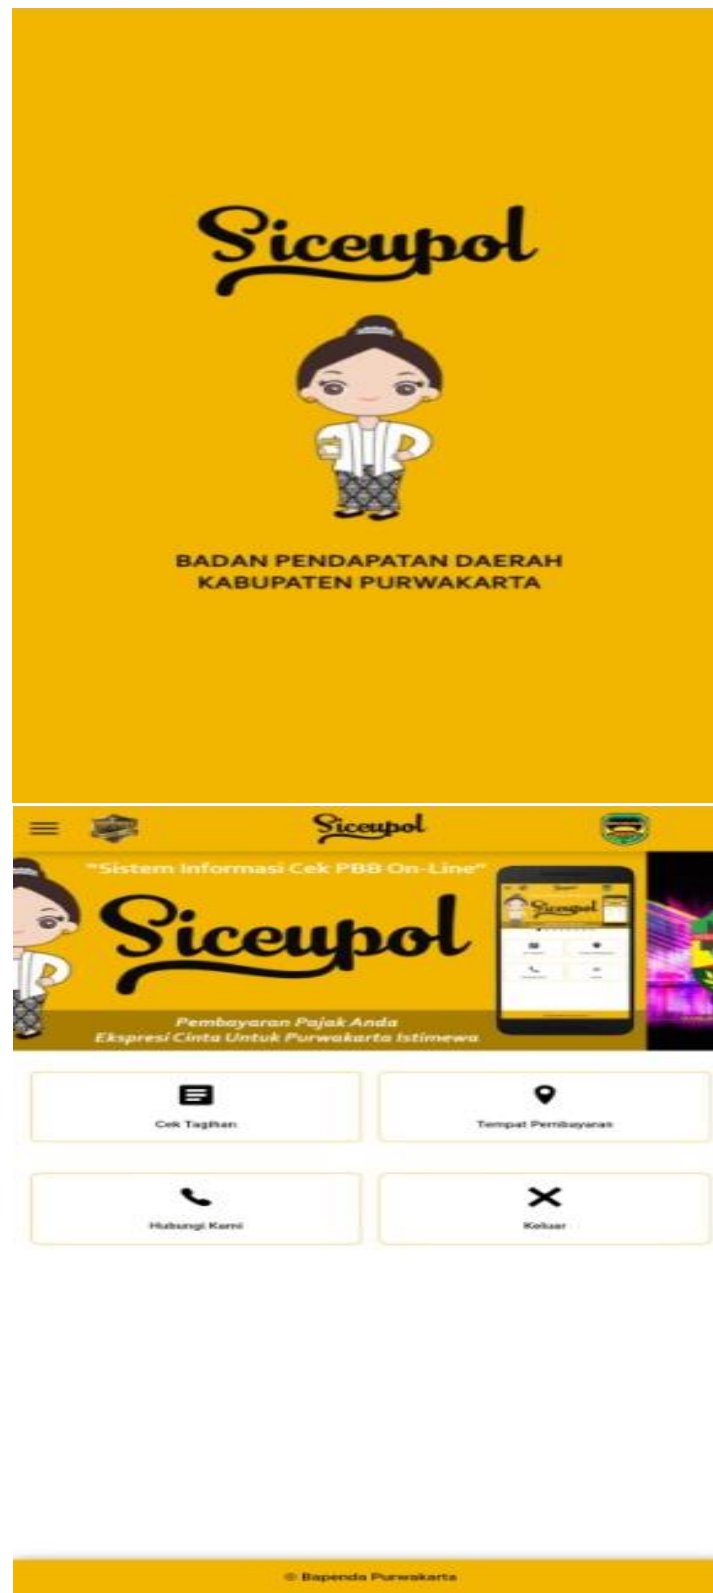 Siceupol
BADAN PENDAPATAN DAERAH
KABUPATEN PURWAKARTA
Siceupol
"Sistem Informasi Cek PBB On-Line"
Siceupol
Siceupol
Pembayaran Pajak Anda
Ekspresi Cinta Untuk Purwakarta Istimewa
Cek Tagihan
Tempat Pembayaran
Hubungi Kami
Keluar
© Bapenda Purwakarta